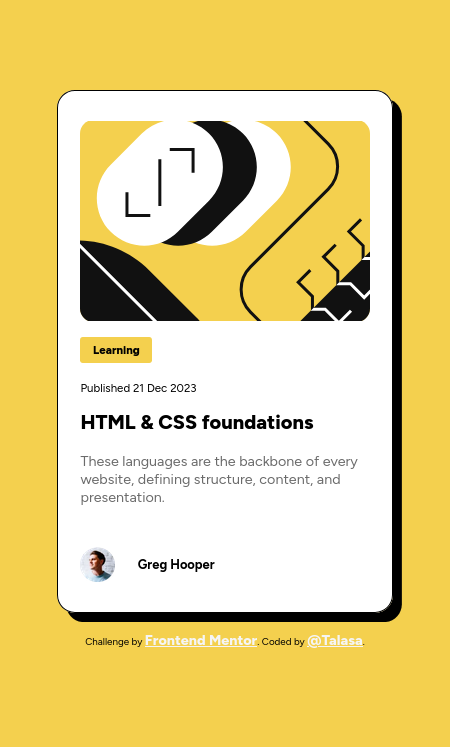 Learning
Published 21 Dec 2023
HTML & CSS foundations
These languages are the backbone of every
website, defining structure, content, and
presentation.
Greg Hooper
Challenge by Frontend Mentor. Coded by @Talasa.